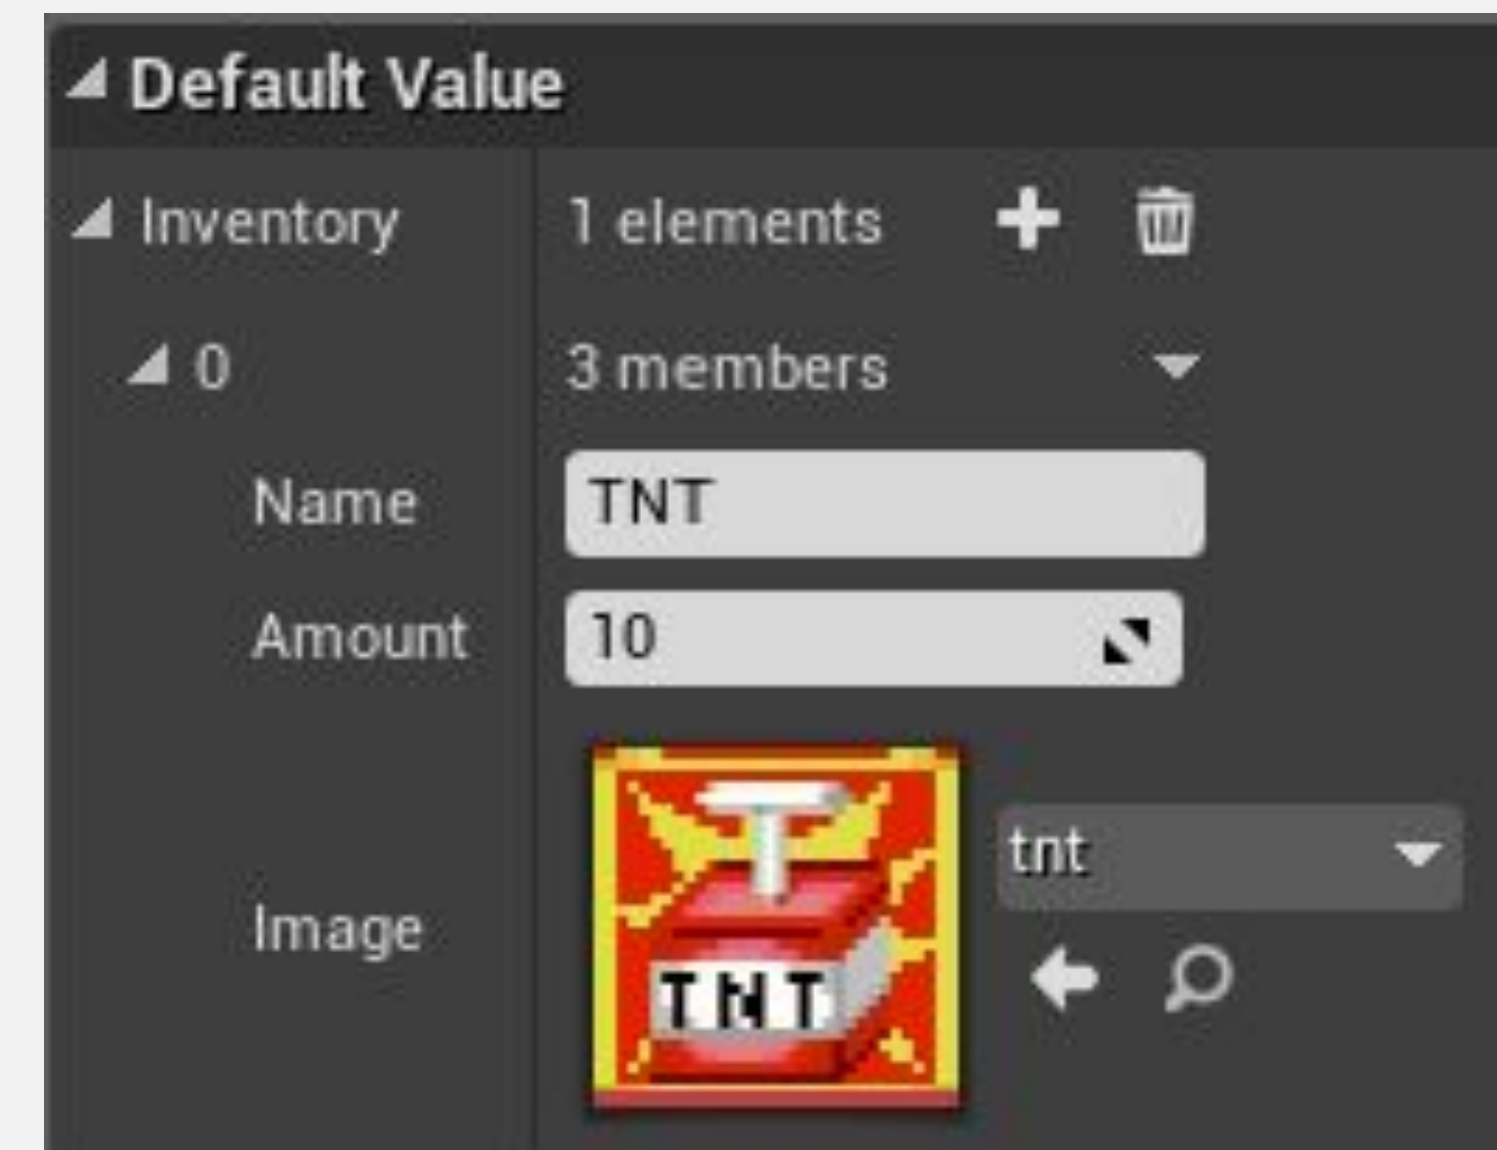 Default Value
Inventory 1 elements
0 3 members
Name TNT
Amount 10
tnt
Image
TNT